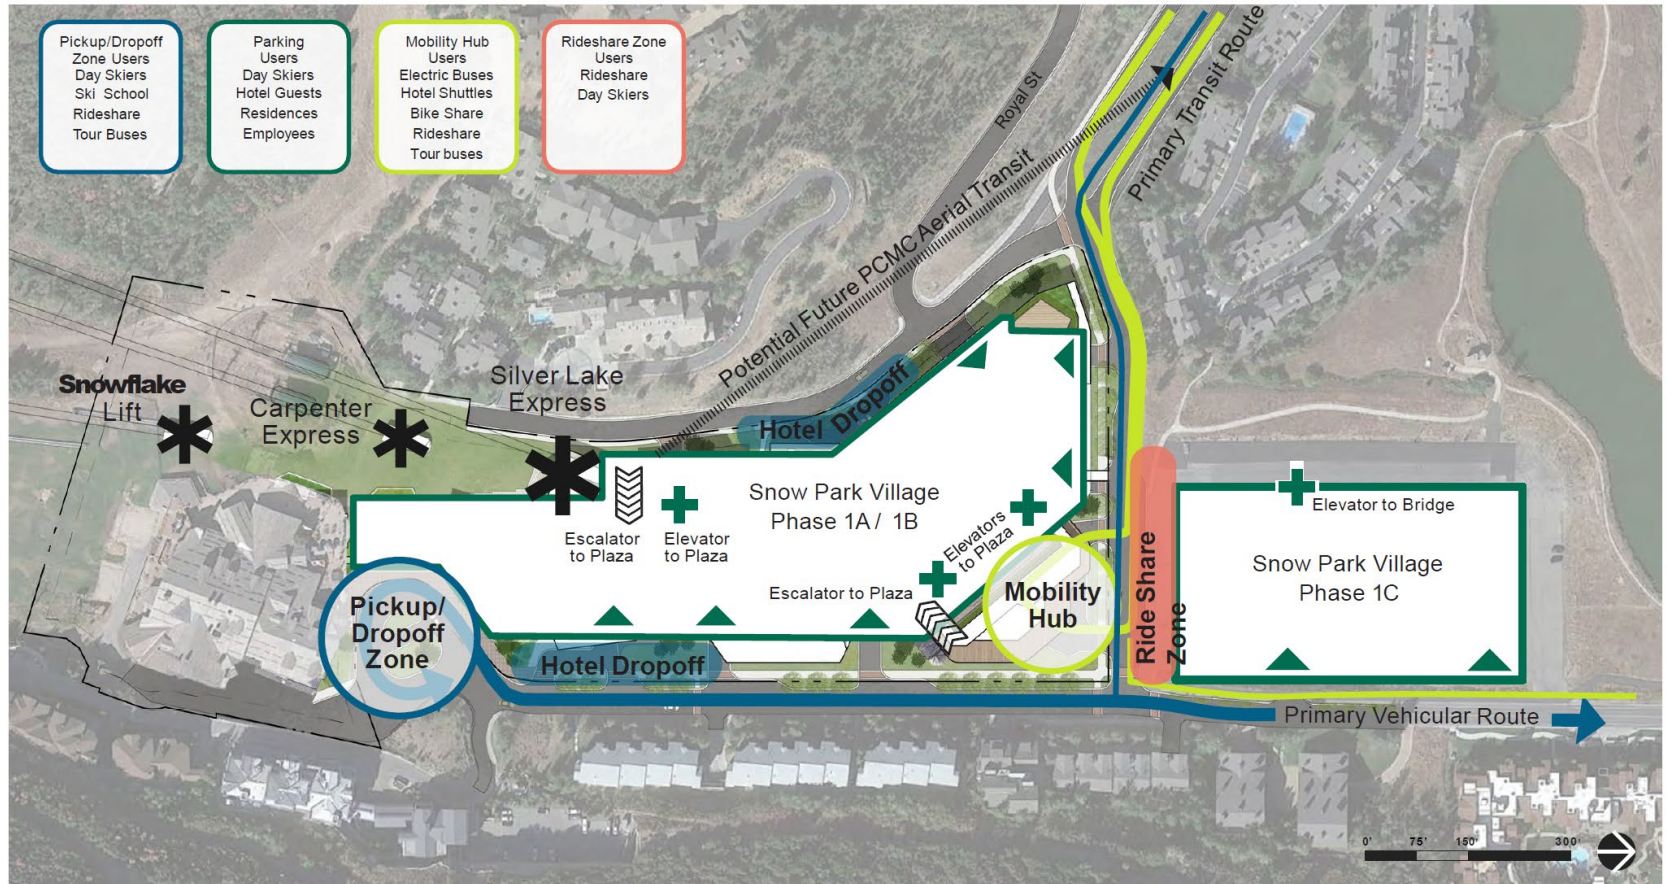 Pickup/Dropoff
Zone Users
Day Skiers
Ski School
Rideshare
Tour Buses
Parking
Users
Day Skiers
Hotel Guests
Residences
Employees
Mobility Hub
Users
Electric Buses
Hotel Shuttles
Bike Share
Rideshare
Tour buses
Rideshare Zone
Users
Rideshare
Day Skiers
Royal St
Primary Transit Route
Potential Future PCMC Aerial Transit
Snowflake
Lift
Carpenter
Express
Silver Lake
Express
Hotel Dropoff
Snow Park Village
Phase 1A / 1B
Escalator
to Plaza
Elevator
to Plaza
Elevators
to Plaza
Escalator to Plaza
Elevator to Bridge
Snow Park Village
Phase 1C
Pickup/
Dropoff
Zone
Mobility
Hub
Ride Share
Zone
Hotel Dropoff
Primary Vehicular Route
0' 75' 150' 300'